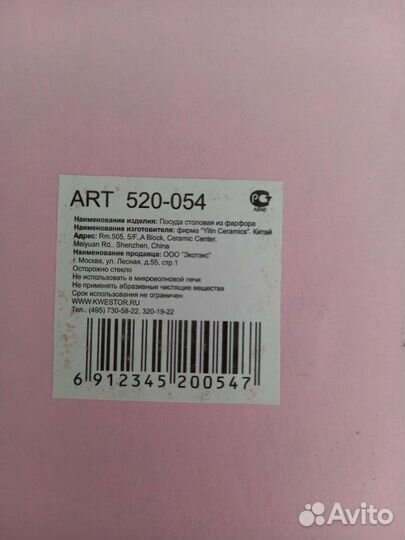 ART 520-054
Наименование изделия: Посуда столовая из фарфора
Наименование изготовителя: фирма "Yilin Ceramics". Китай
Адрес: Rm.505, 5/F.,A Block, Ceramic Center,
Meiyuan Rd., Shenzhen, China
Наименование продавца: ООО "Экотэкс"
г. Москва, ул. Лесная, д.55, стр.1
Осторожно стекло
Не использовать в микроволновой печи
Не применять абразивные чистящие вещества
Срок использования не ограничен
WWW.KWESTOR.RU
Тел.: (495) 730-58-22, 320-19-22
6 912345 200547
Avito